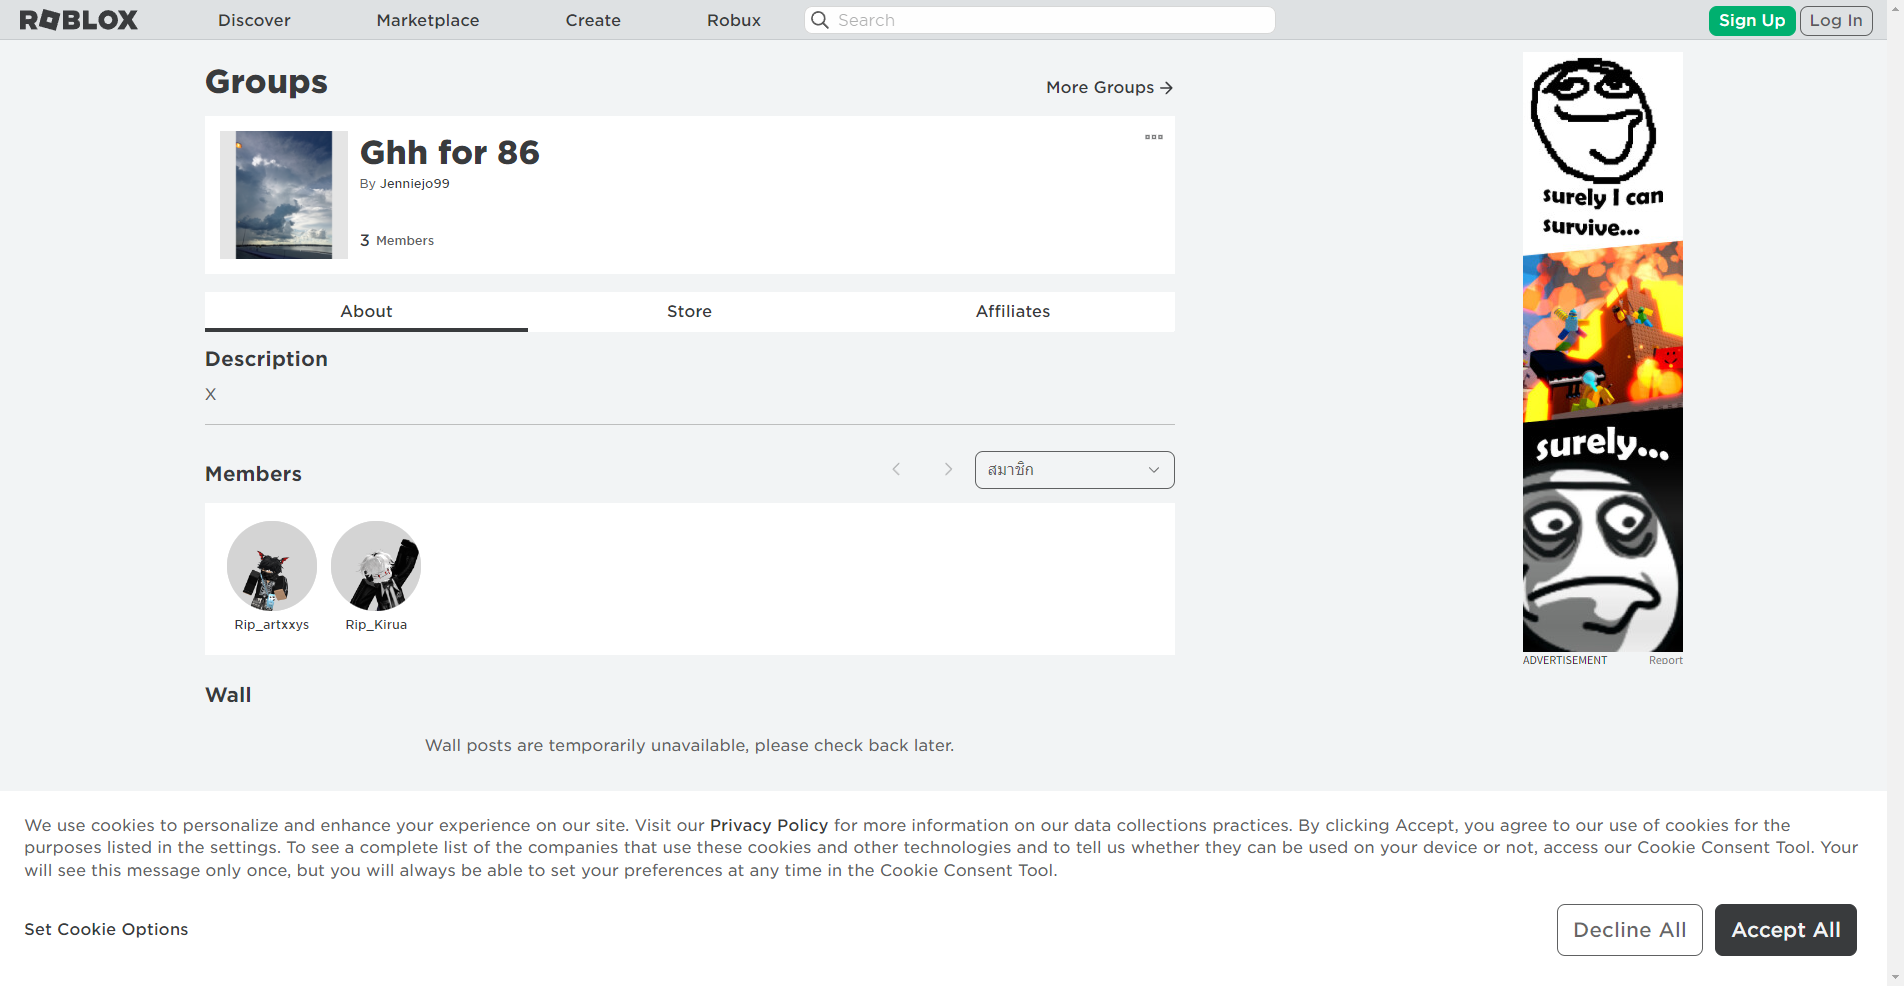 ROBLOX
Discover
Marketplace
Create
Robux
Search
Sign Up
Log In
Groups
More Groups
Ghh for 86
By Jenniejo99
3 Members
About
Store
Affiliates
Description
X
Members
สมาชิก
Rip_artxxys
Rip_Kirua
Wall
Wall posts are temporarily unavailable, please check back later.
surely I can
survive...
surely...
ADVERTISEMENT
Report
We use cookies to personalize and enhance your experience on our site. Visit our Privacy Policy for more information on our data collections practices. By clicking Accept, you agree to our use of cookies for the
purposes listed in the settings. To see a complete list of the companies that use these cookies and other technologies and to tell us whether they can be used on your device or not, access our Cookie Consent Tool. Your
will see this message only once, but you will always be able to set your preferences at any time in the Cookie Consent Tool.
Set Cookie Options
Decline All
Accept All